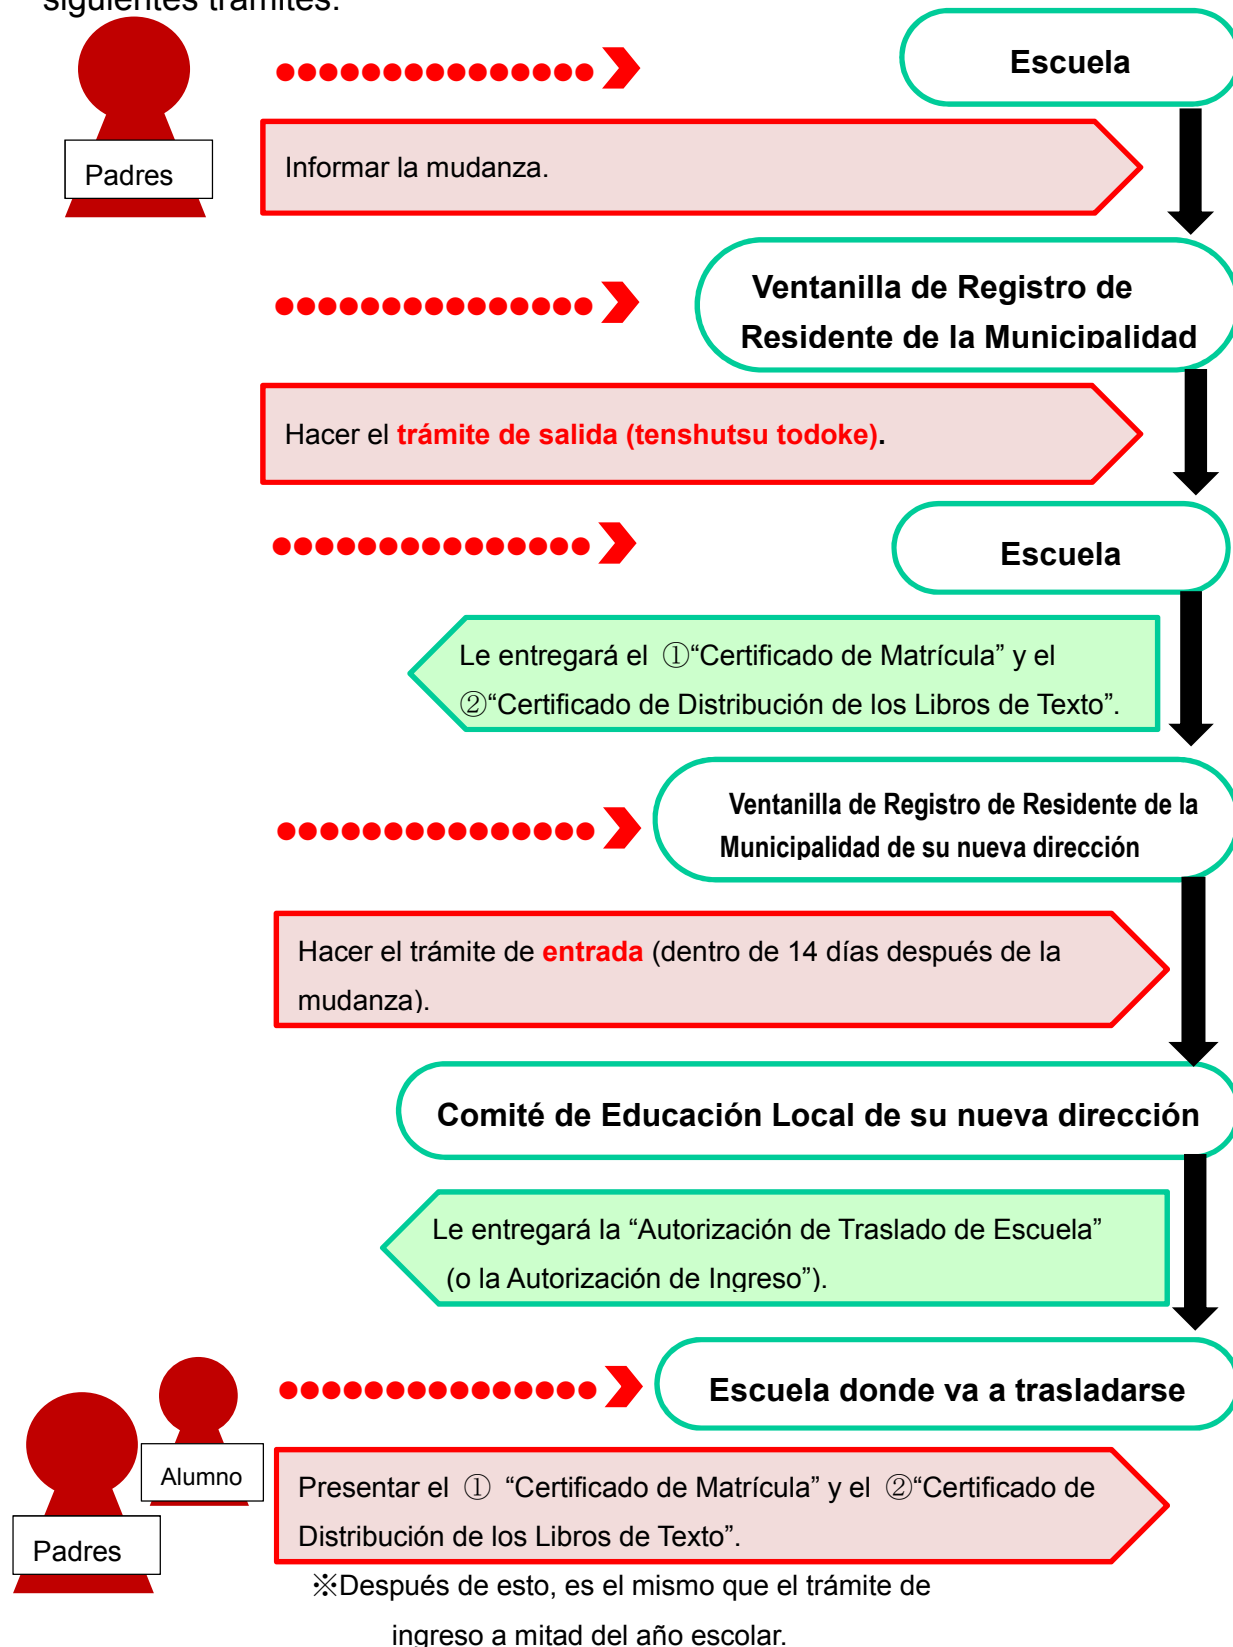 siguientes trámites:
Escuela
Padres
Informar la mudanza.
Ventanilla de Registro de
Residente de la Municipalidad
Hacer el trámite de salida (tenshutsu todoke).
Escuela
Le entregará el ①“Certificado de Matrícula” y el
②“Certificado de Distribución de los Libros de Texto”.
Ventanilla de Registro de Residente de la
Municipalidad de su nueva dirección
Hacer el trámite de entrada (dentro de 14 días después de la
mudanza).
Comité de Educación Local de su nueva dirección
Le entregará la “Autorización de Traslado de Escuela”
(o la Autorización de Ingreso”).
Escuela donde va a trasladarse
Alumno
Padres
Presentar el ① “Certificado de Matrícula” y el ②“Certificado de
Distribución de los Libros de Texto”.
※Después de esto, es el mismo que el trámite de
ingreso a mitad del año escolar.